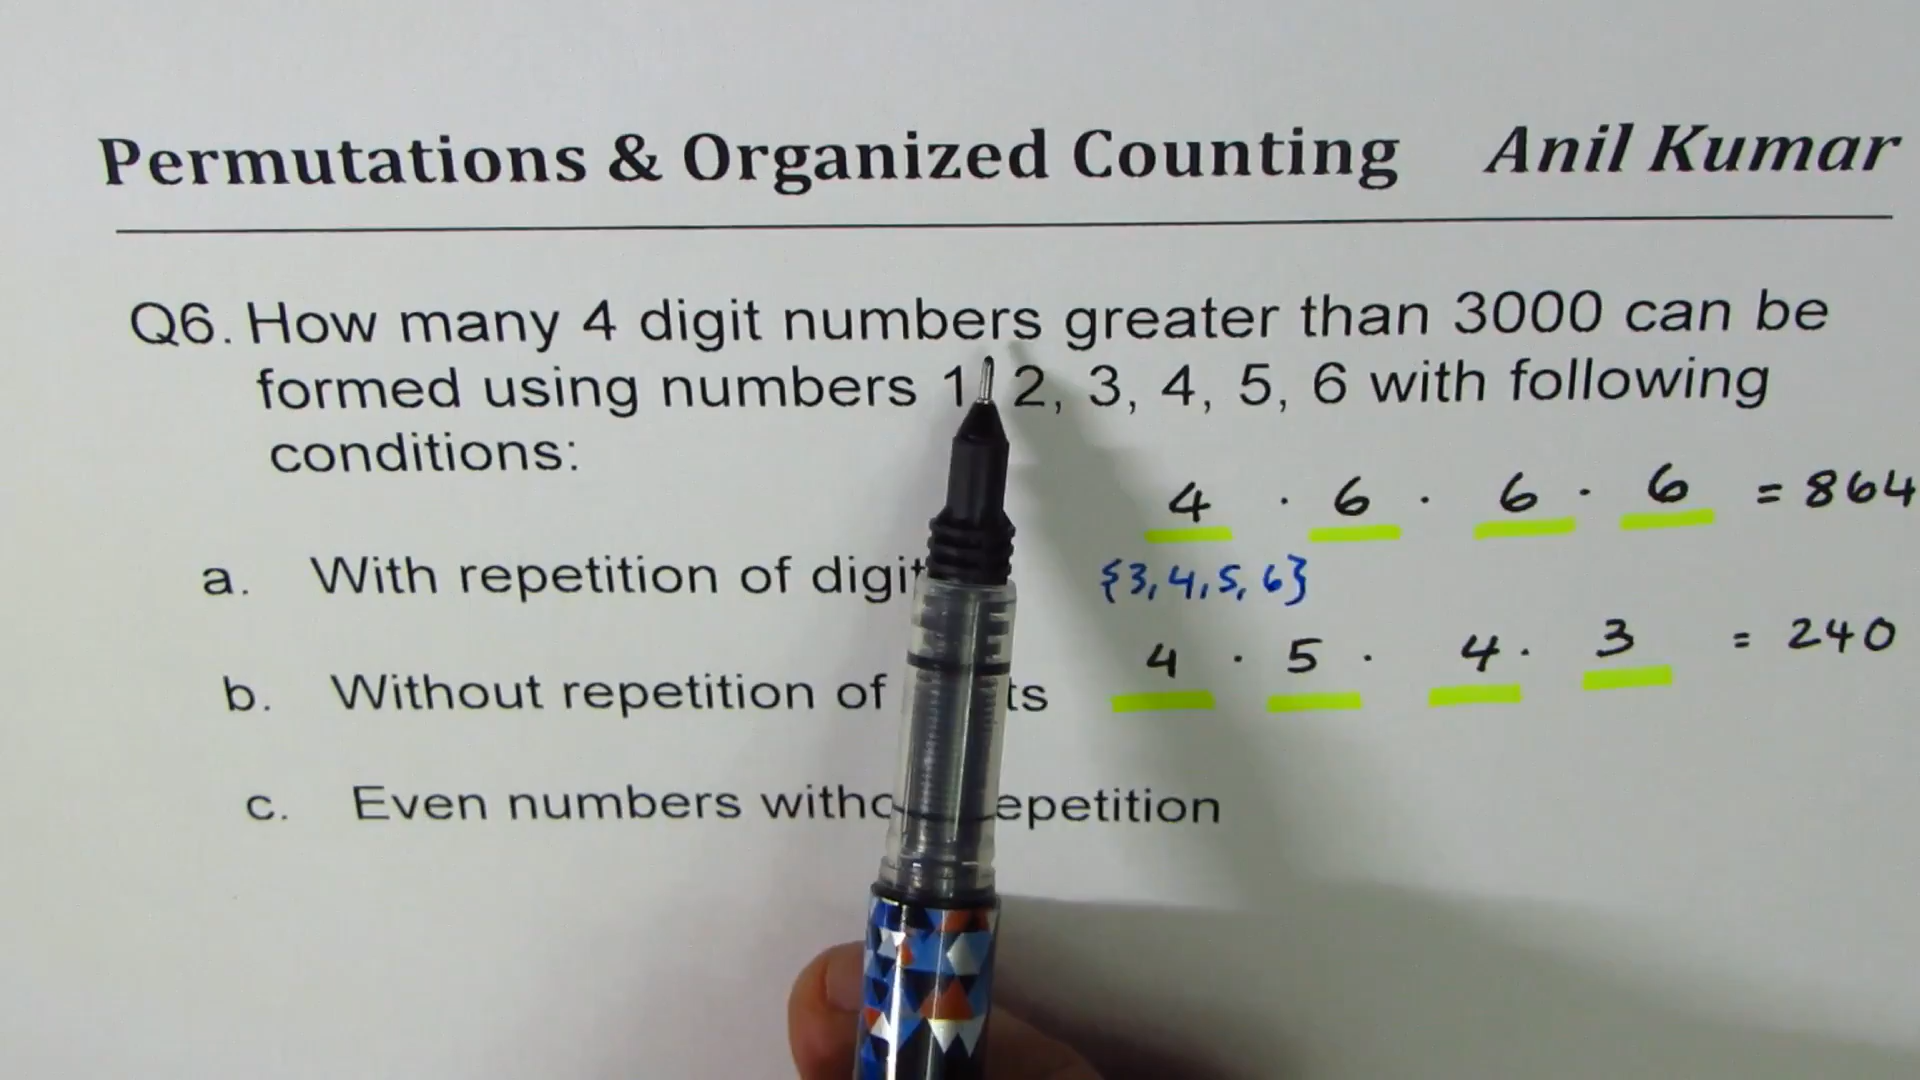 Permutations & Organized Counting Anil Kumar
Q6. How many 4 digit numbers greater than 3000 can be
formed using numbers 1 2, 3, 4, 5, 6 with following
conditions:
4 · 6 · 6 · 6 = 864
a. With repetition of digit
{3,4,5,6}
4 · 5 · 4 · 3 = 240
b. Without repetition of ts
c. Even numbers witho epetition